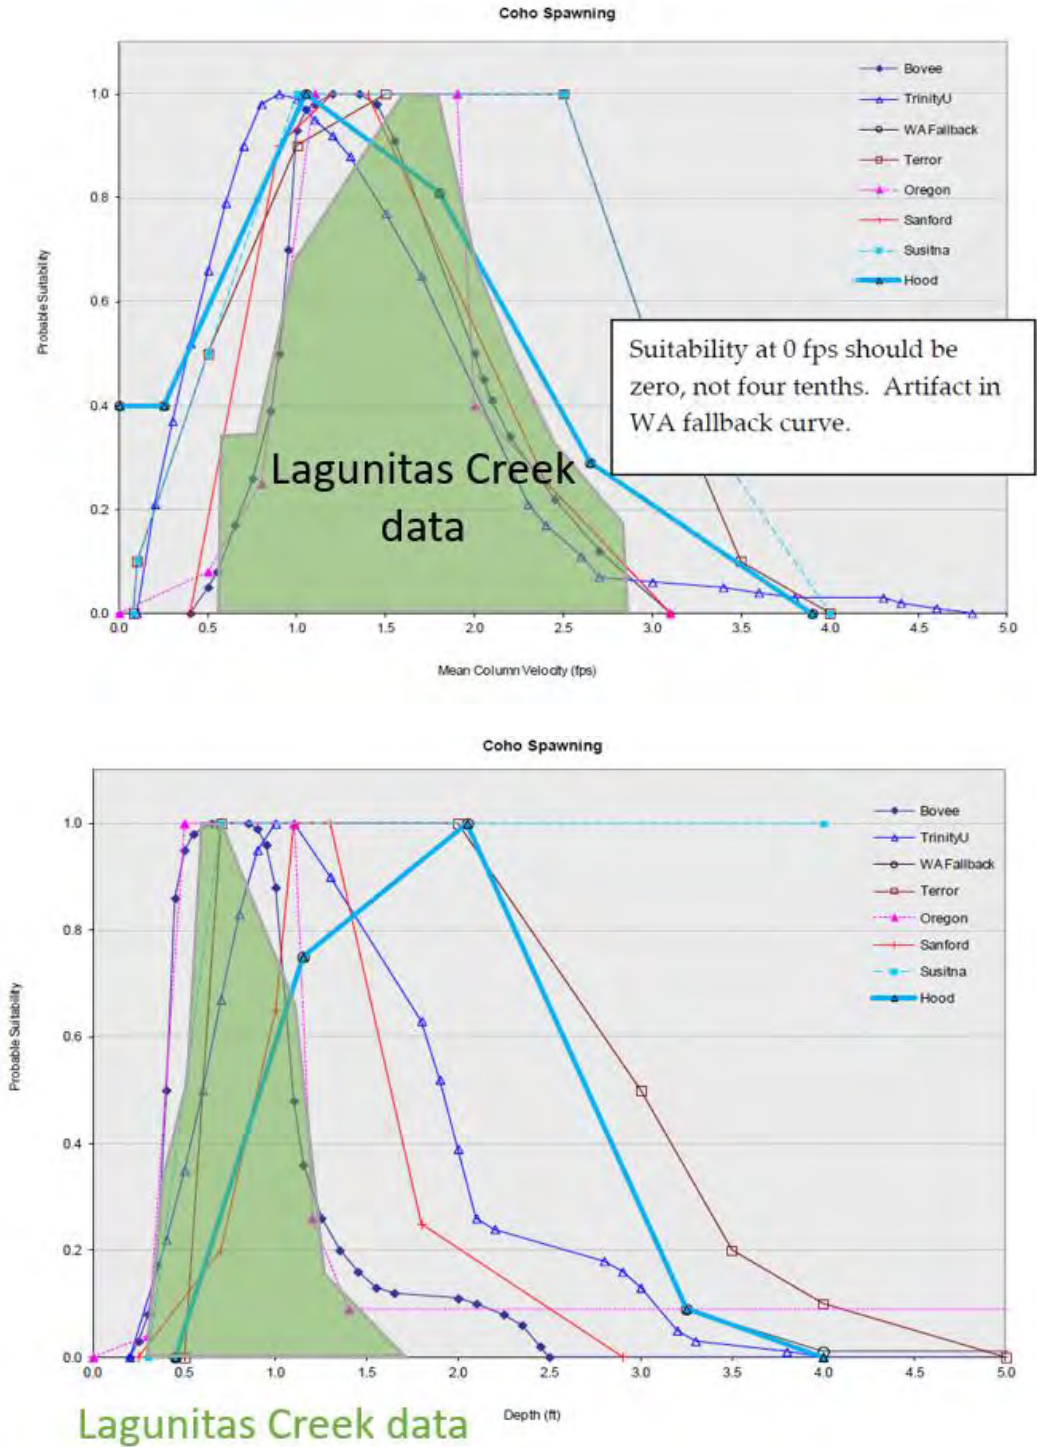 Coho Spawning
Bovee
TrinityU
WA Fallback
Terror
Oregon
Sanford
Susitna
Hood
Probable Suitability
1.0
0.8
0.6
0.4
0.2
0.0
Suitability at 0 fps should be
zero, not four tenths. Artifact in
WA fallback curve.
Lagunitas Creek
data
0.0 0.5 1.0 1.5 2.0 2.5 3.0 3.5 4.0 4.5 5.0
Mean Column Velocity (fps)
Coho Spawning
Bovee
TrinityU
WA Fallback
Terror
Oregon
Sanford
Susitna
Hood
Probable Suitability
1.0
0.8
0.6
0.4
0.2
0.0
0.0 0.5 1.0 1.5 2.0 2.5 3.0 3.5 4.0 4.5 5.0
Lagunitas Creek data
Depth (ft)